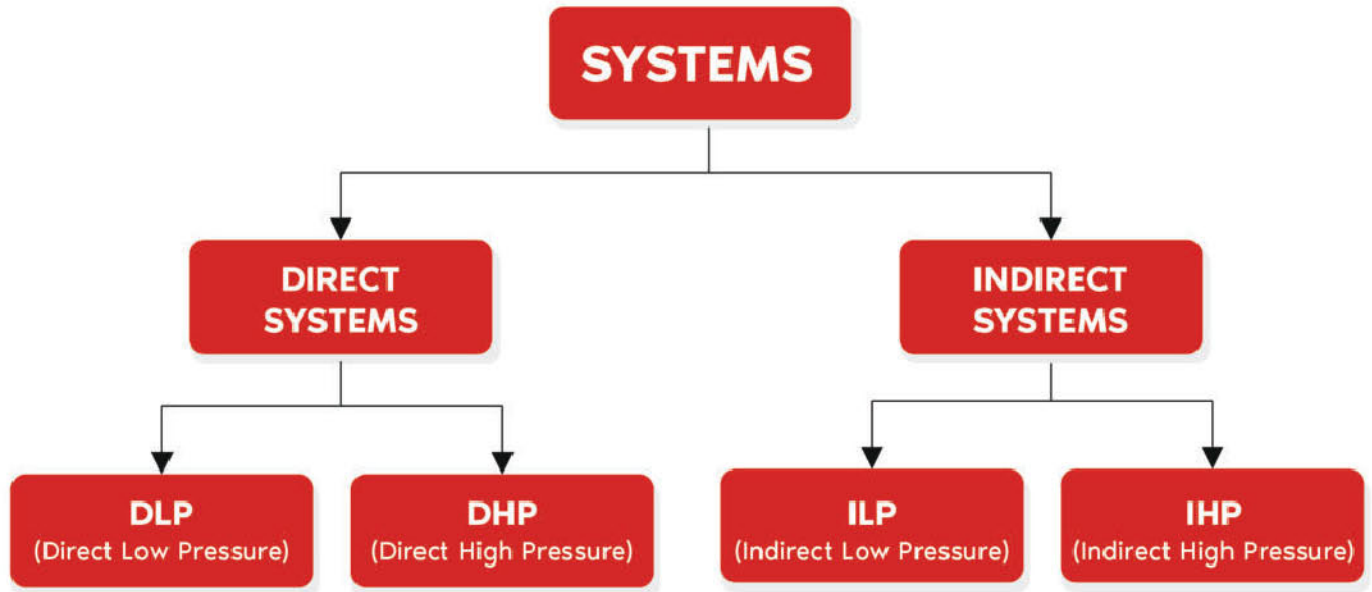 SYSTEMS
DIRECT
SYSTEMS
INDIRECT
SYSTEMS
DLP
(Direct Low Pressure)
DHP
(Direct High Pressure)
ILP
(Indirect Low Pressure)
IHP
(Indirect High Pressure)